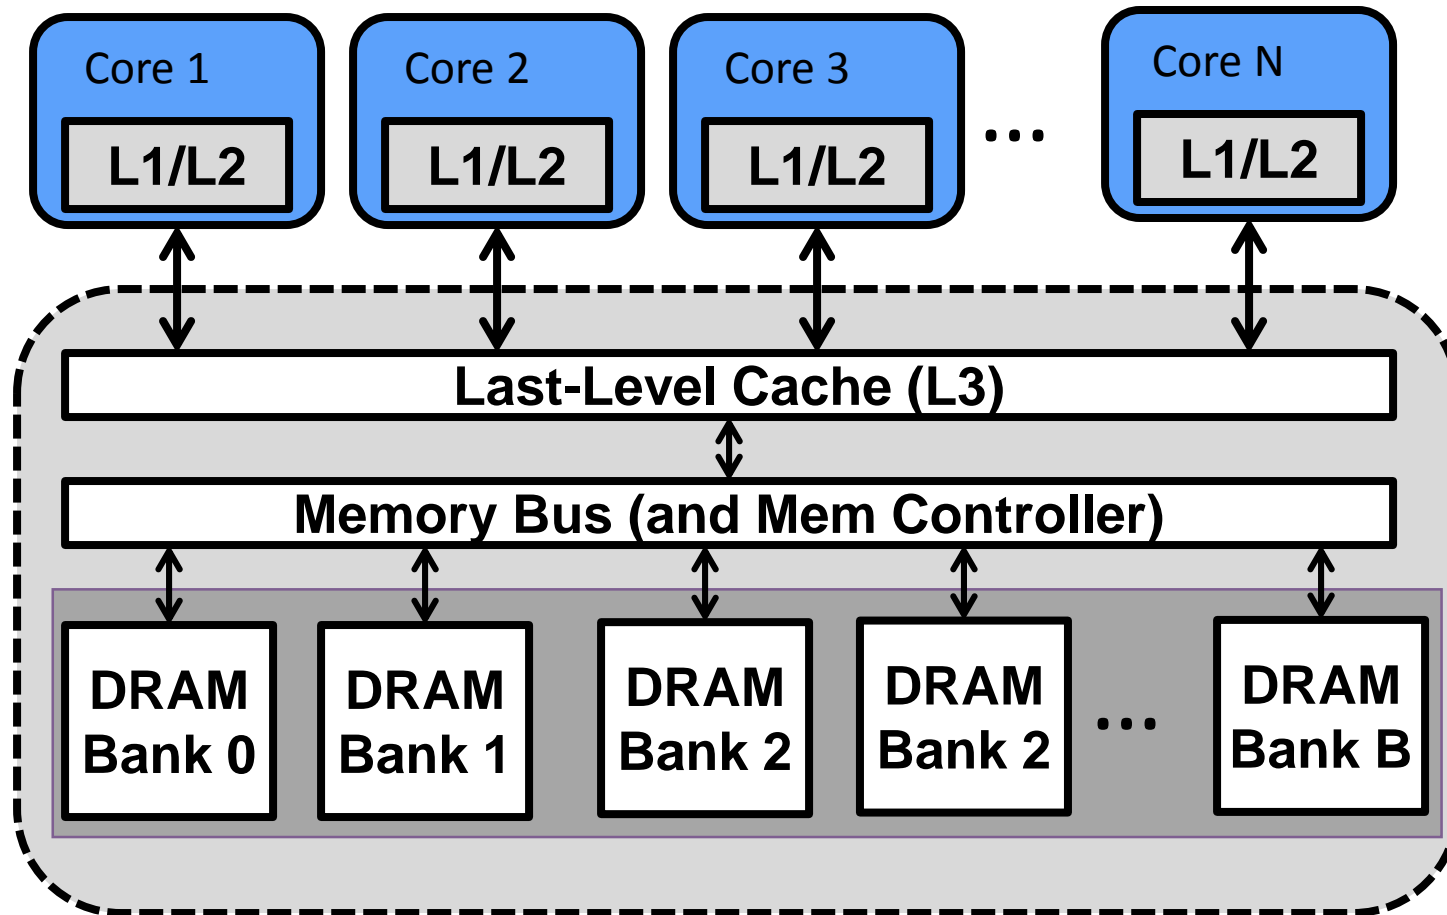 Core 1
Core 2
Core 3
Core N
L1/L2
L1/L2
L1/L2
...
L1/L2
Last-Level Cache (L3)
Memory Bus (and Mem Controller)
DRAM
Bank 0
DRAM
Bank 1
DRAM
Bank 2
DRAM
Bank 2
...
DRAM
Bank B